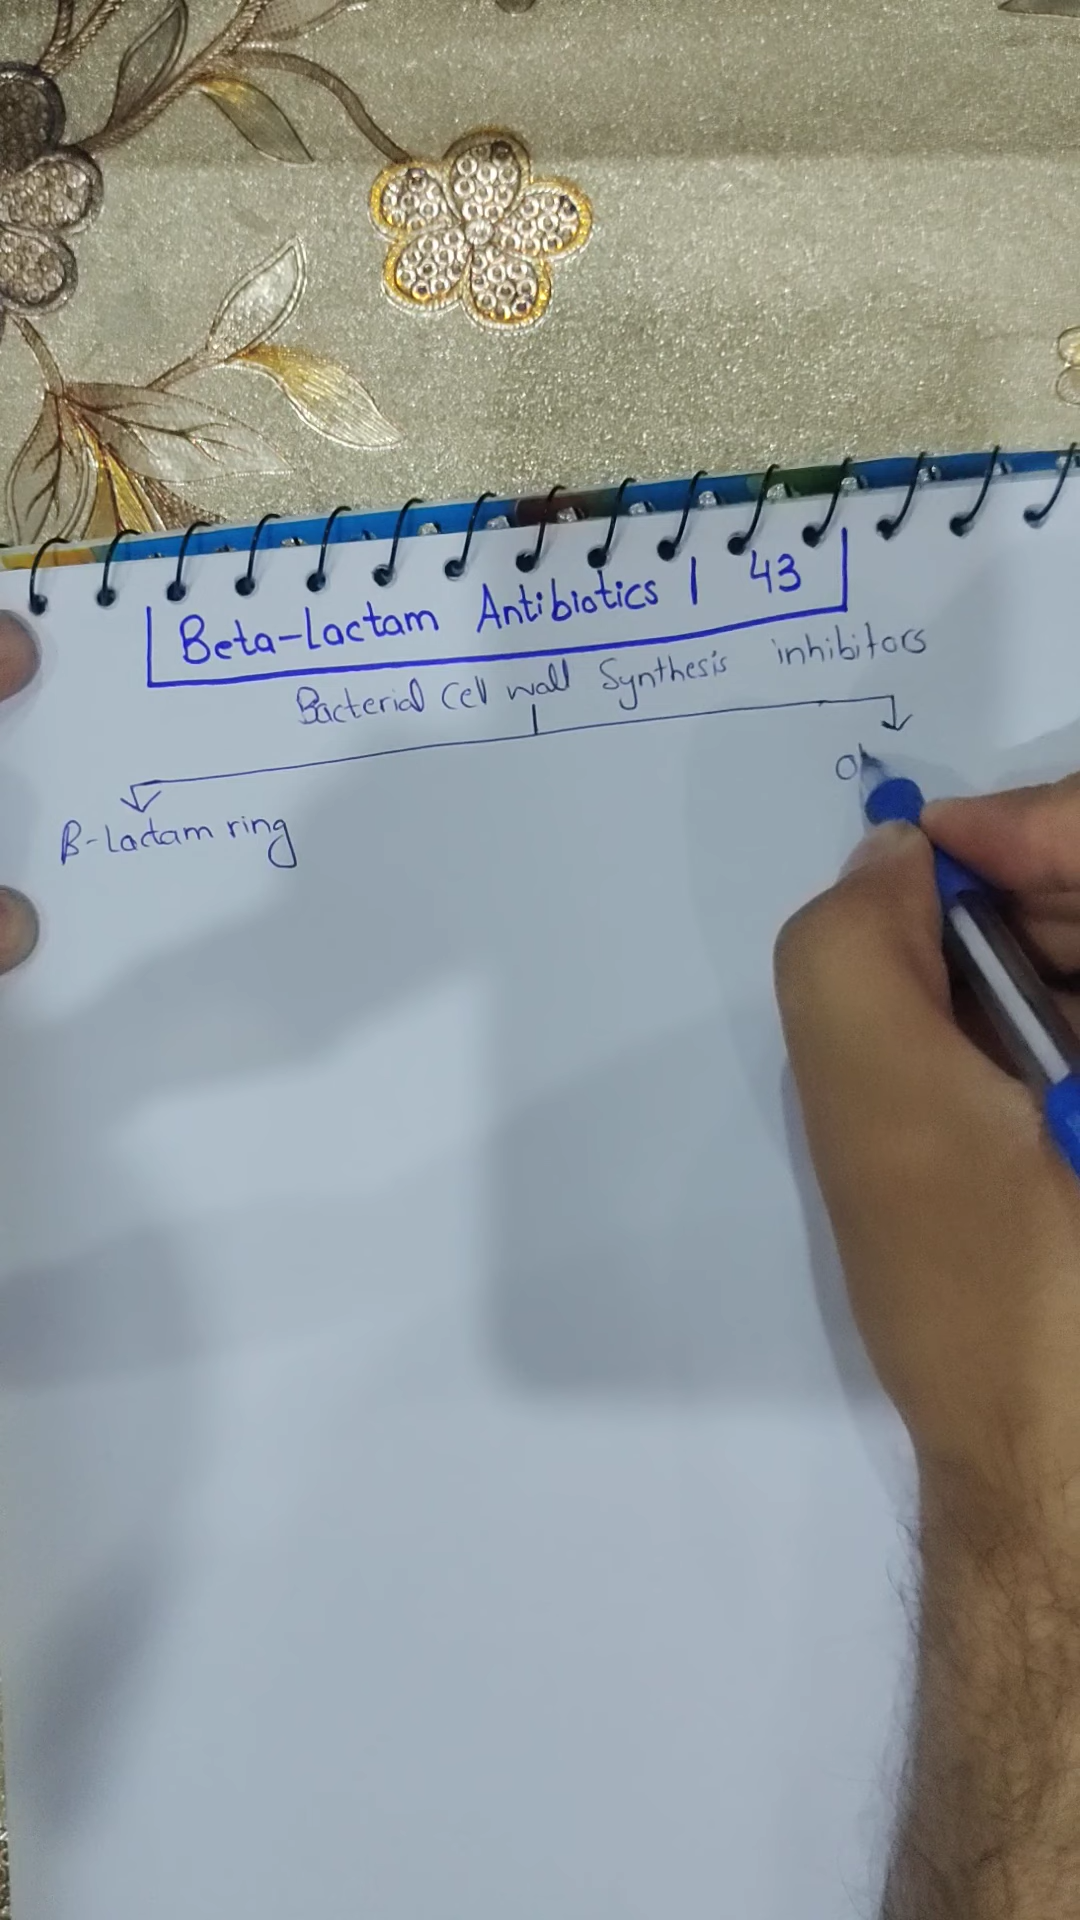 Beta-Lactam Antibiotics | 43
Bacterial Cell wall Synthesis inhibitors
β-Lactam ring